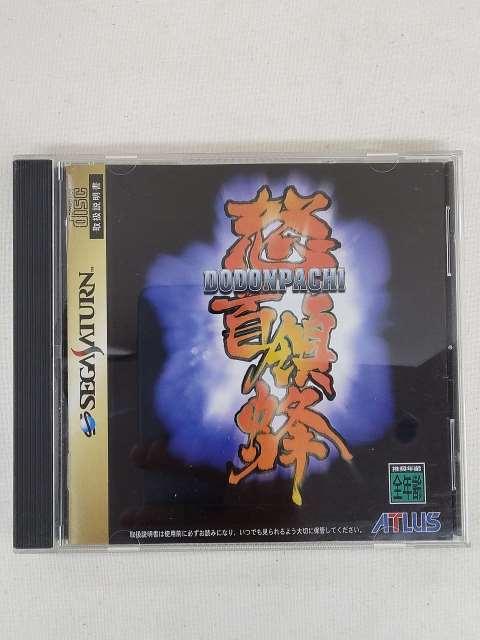 disc
取扱説明書
SEGA SATURN™
怒
DODONPACHI
首領
蜂
推奨年齢
全年齢
ATLUS
取扱説明書は使用前に必ずお読みになり、いつでも見られるよう大切に保管してください。